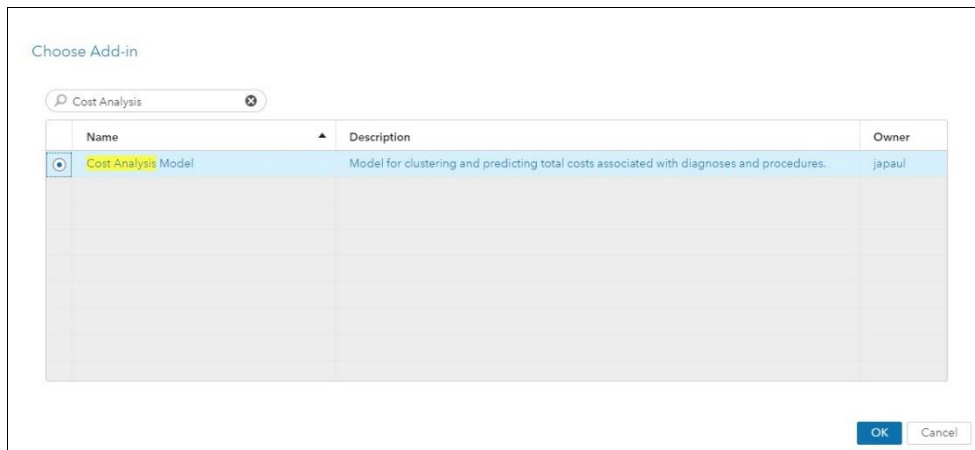 Choose Add-in
Cost Analysis
Name Description Owner
Cost Analysis Model Model for clustering and predicting total costs associated with diagnoses and procedures. japaul
OK Cancel